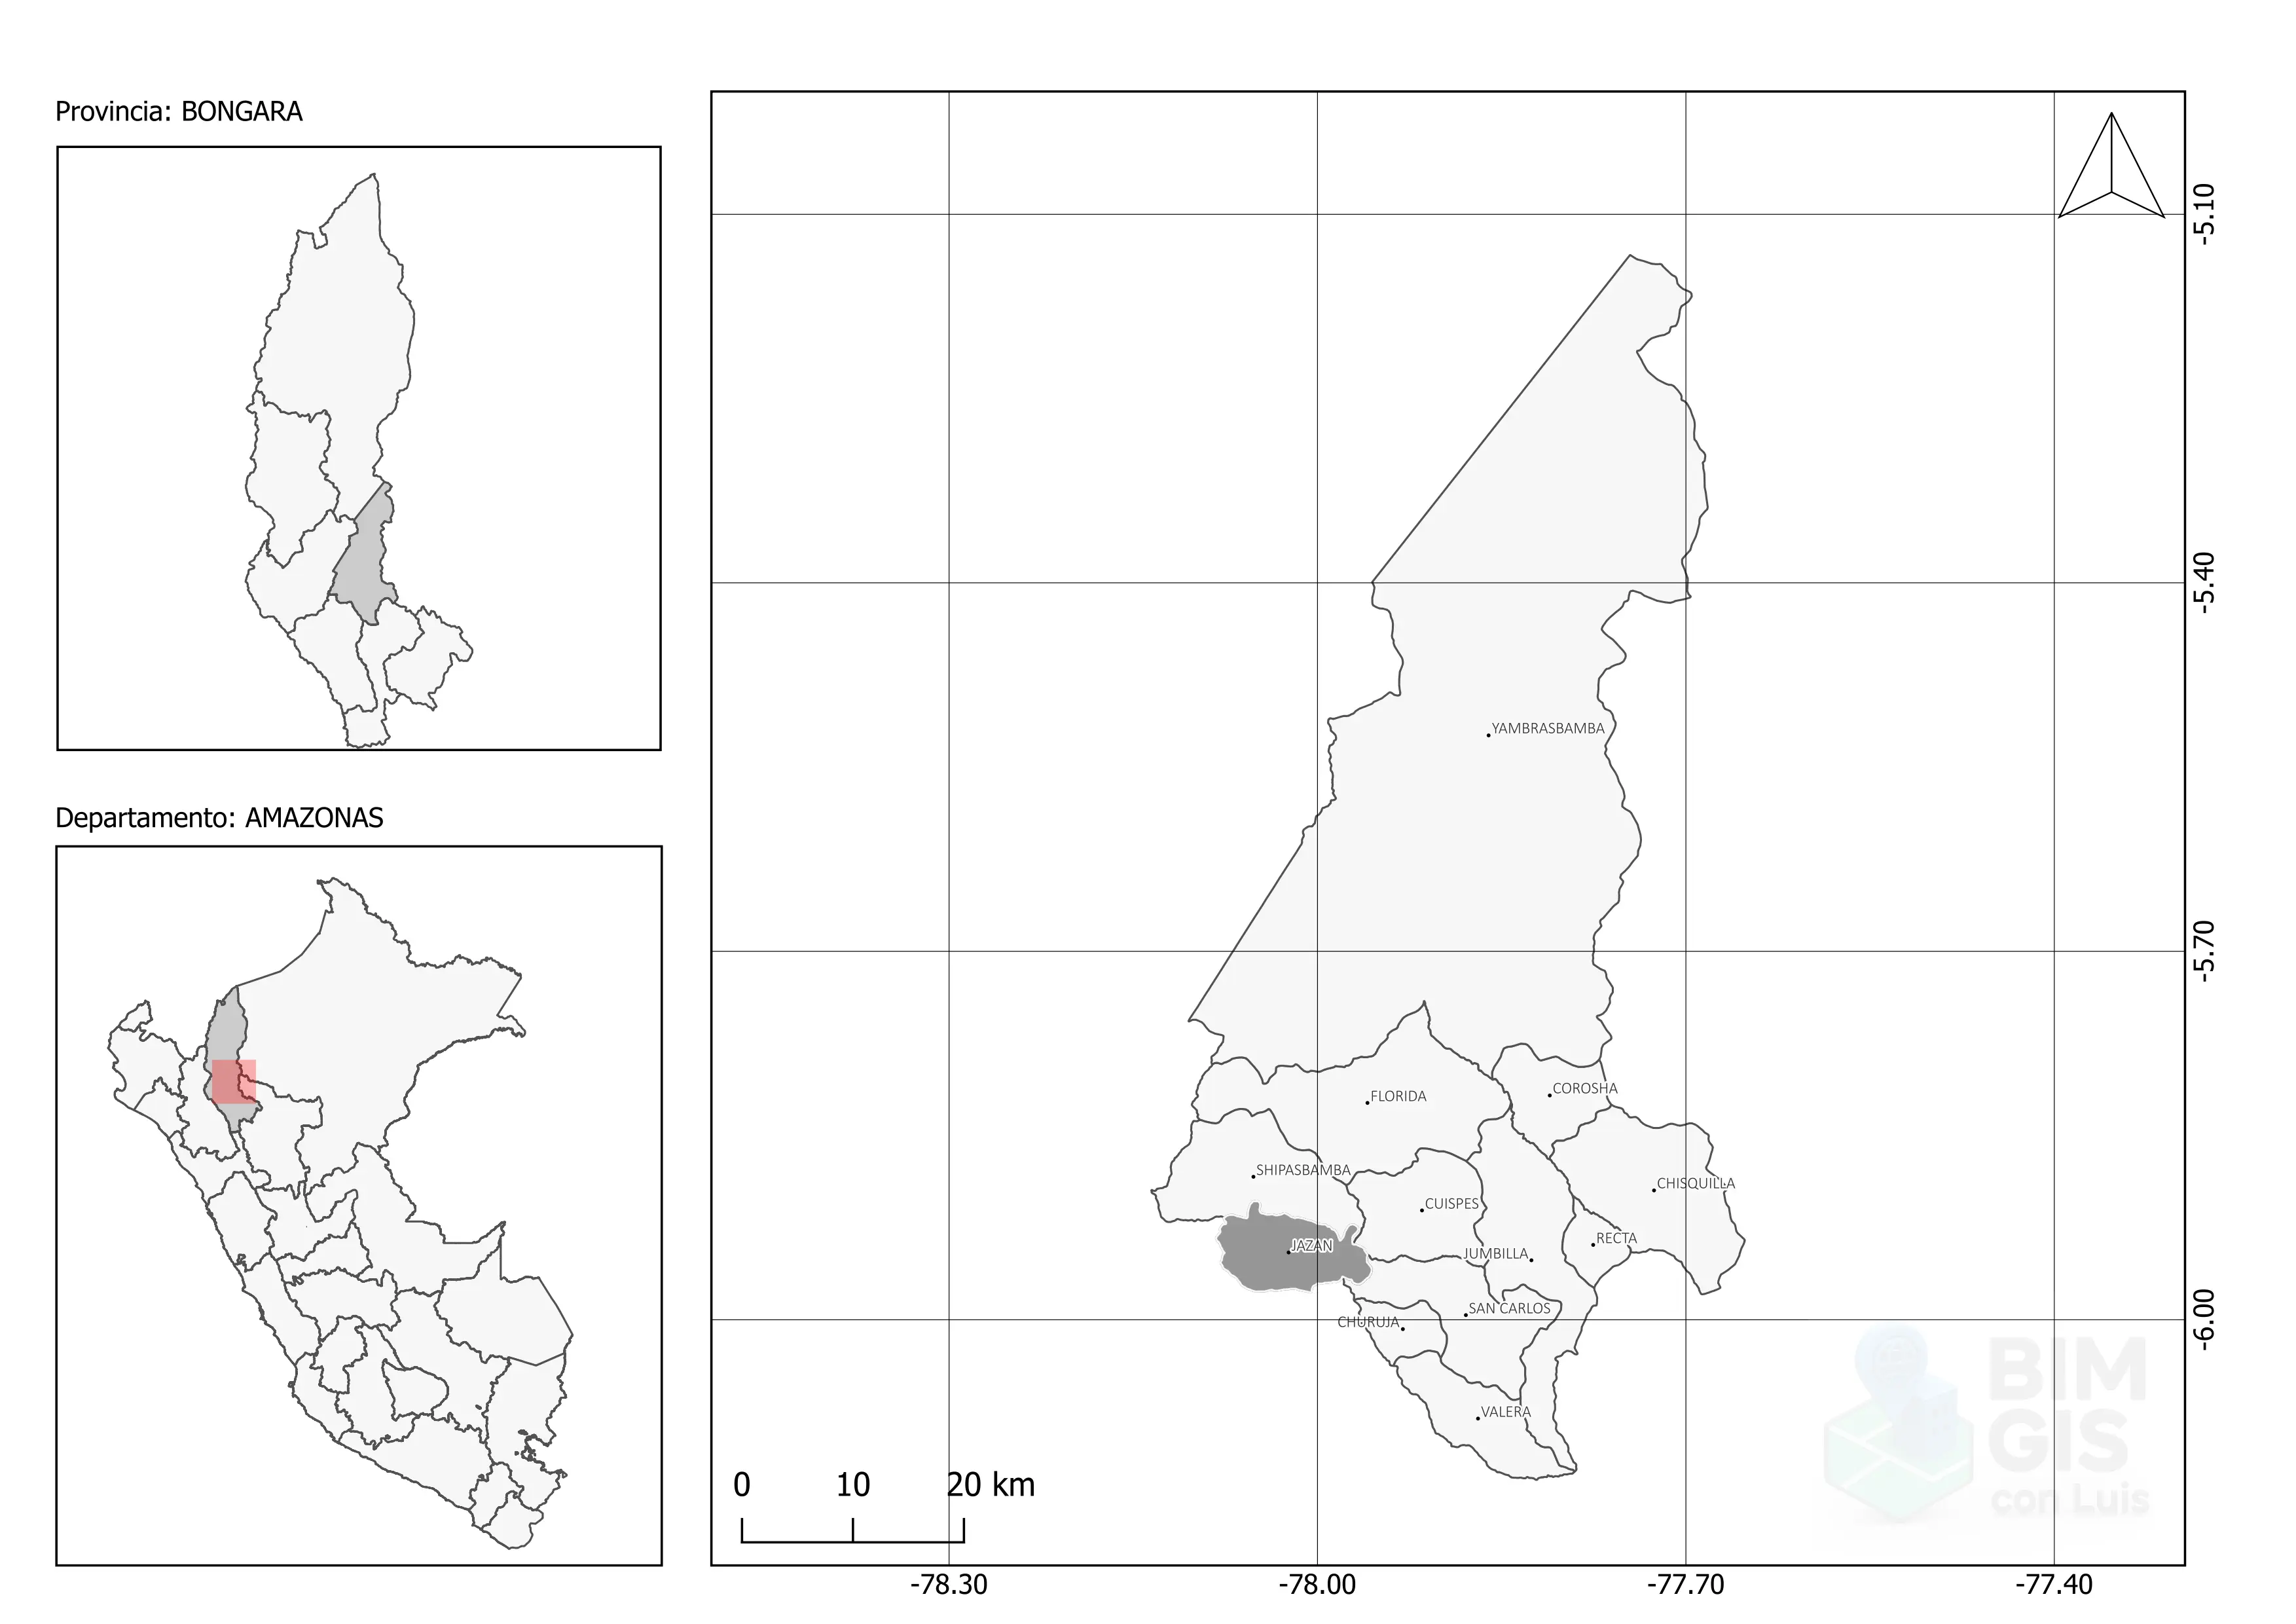 Provincia: BONGARA
Departamento: AMAZONAS
-5.10
-5.40
-5.70
-6.00
YAMBRASBAMBA
FLORIDA
COROSHA
SHIPASBAMBA
CHISQUILLA
CUISPES
RECTA
JAZAN
JUMBILLA
SAN CARLOS
CHURUJA
VALERA
BIM
GIS
con Luis
0 10 20 km
-78.30 -78.00 -77.70 -77.40